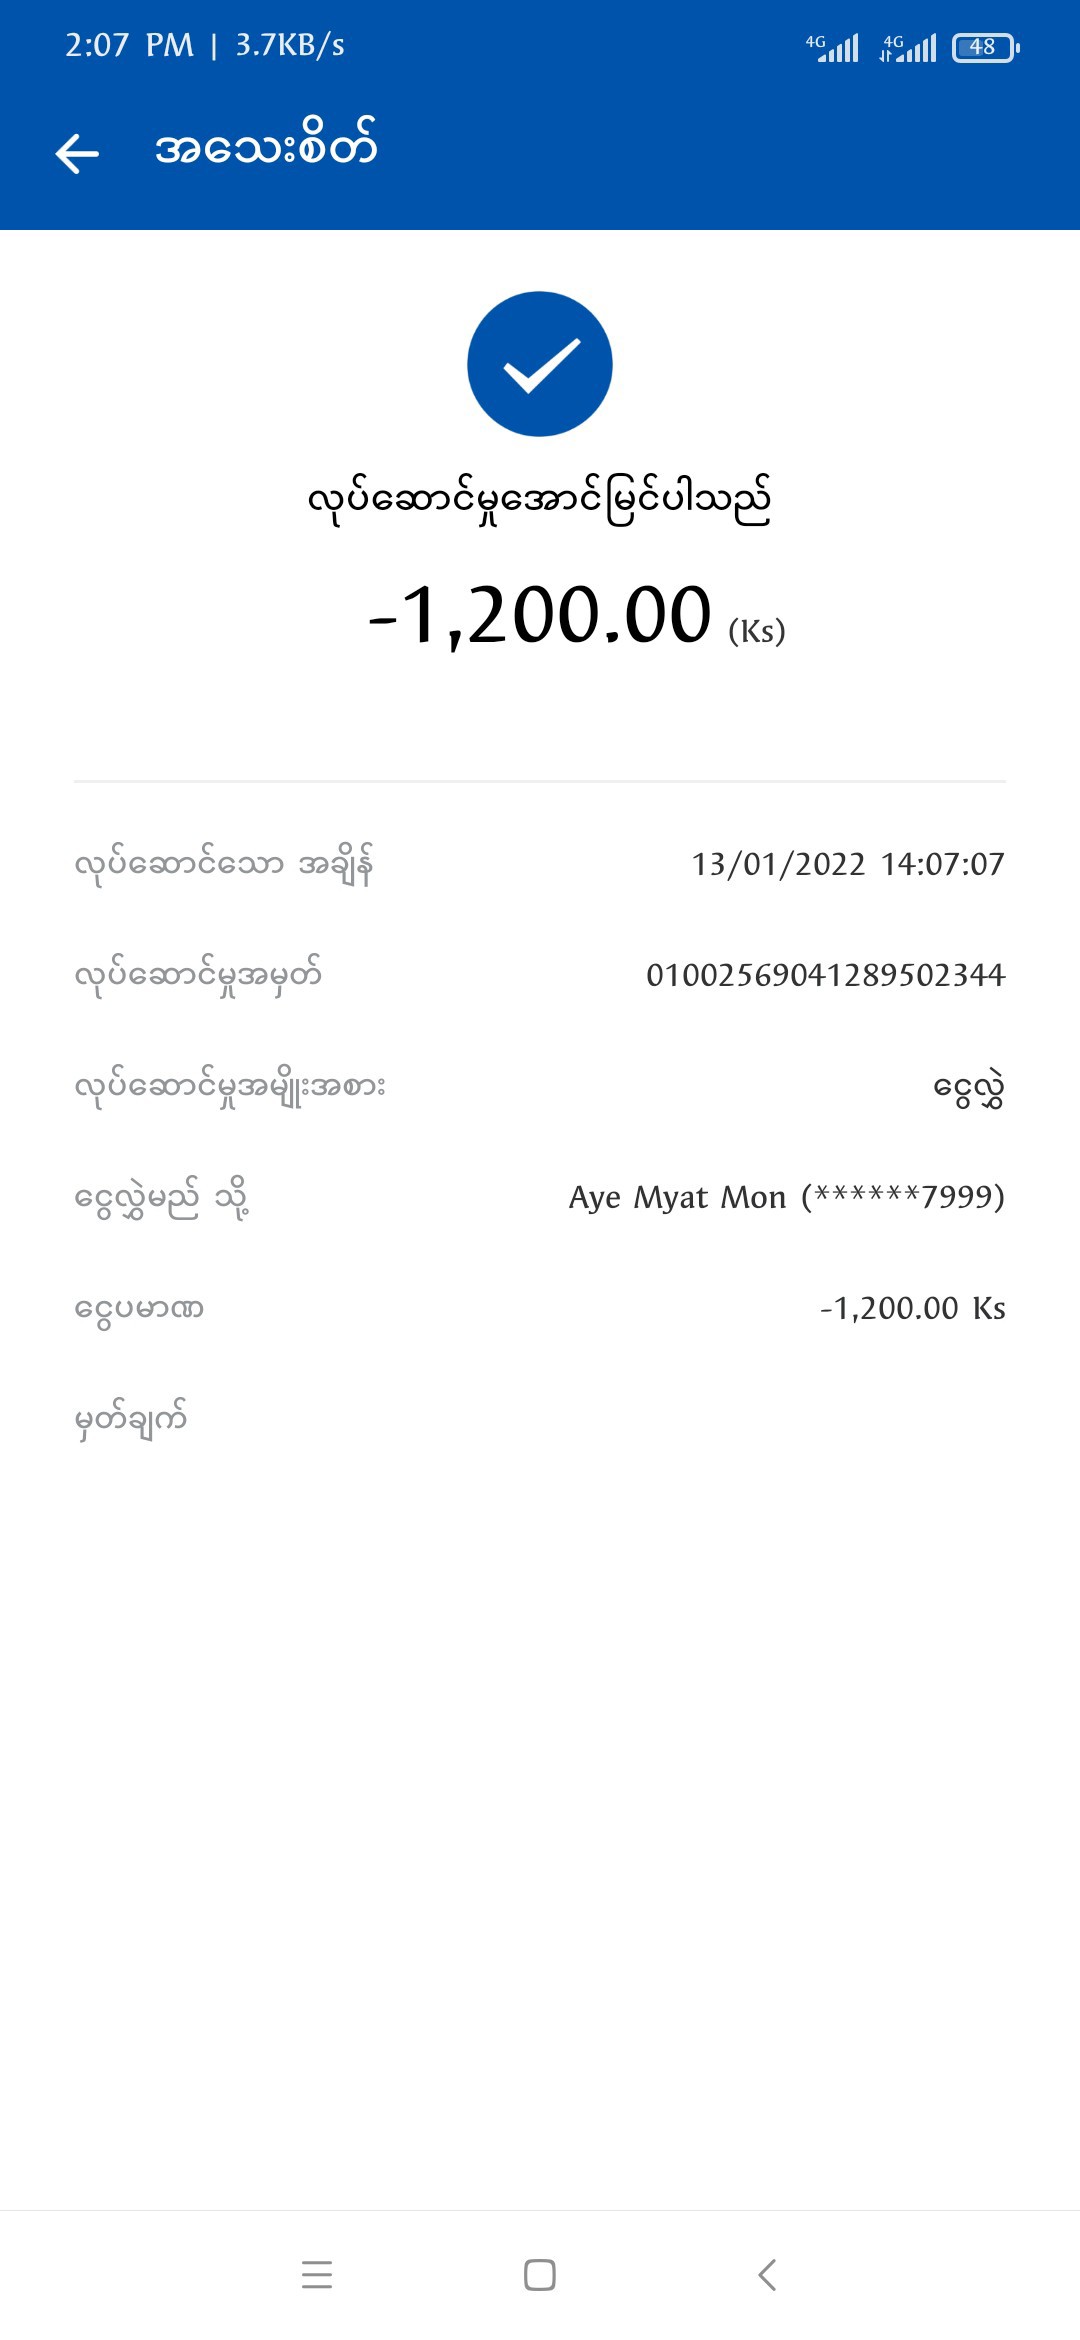 2:07 PM | 3.7KB/s 4G 4G 48
အသေးစိတ်
လုပ်ဆောင်မှုအောင်မြင်ပါသည်
-1,200.00 (Ks)
လုပ်ဆောင်သော အချိန် 13/01/2022 14:07:07
လုပ်ဆောင်မှုအမှတ် 01002569041289502344
လုပ်ဆောင်မှုအမျိုးအစား ငွေလွှဲ
ငွေလွှဲမည် သို့ Aye Myat Mon (******7999)
ငွေပမာဏ -1,200.00 Ks
မှတ်ချက်